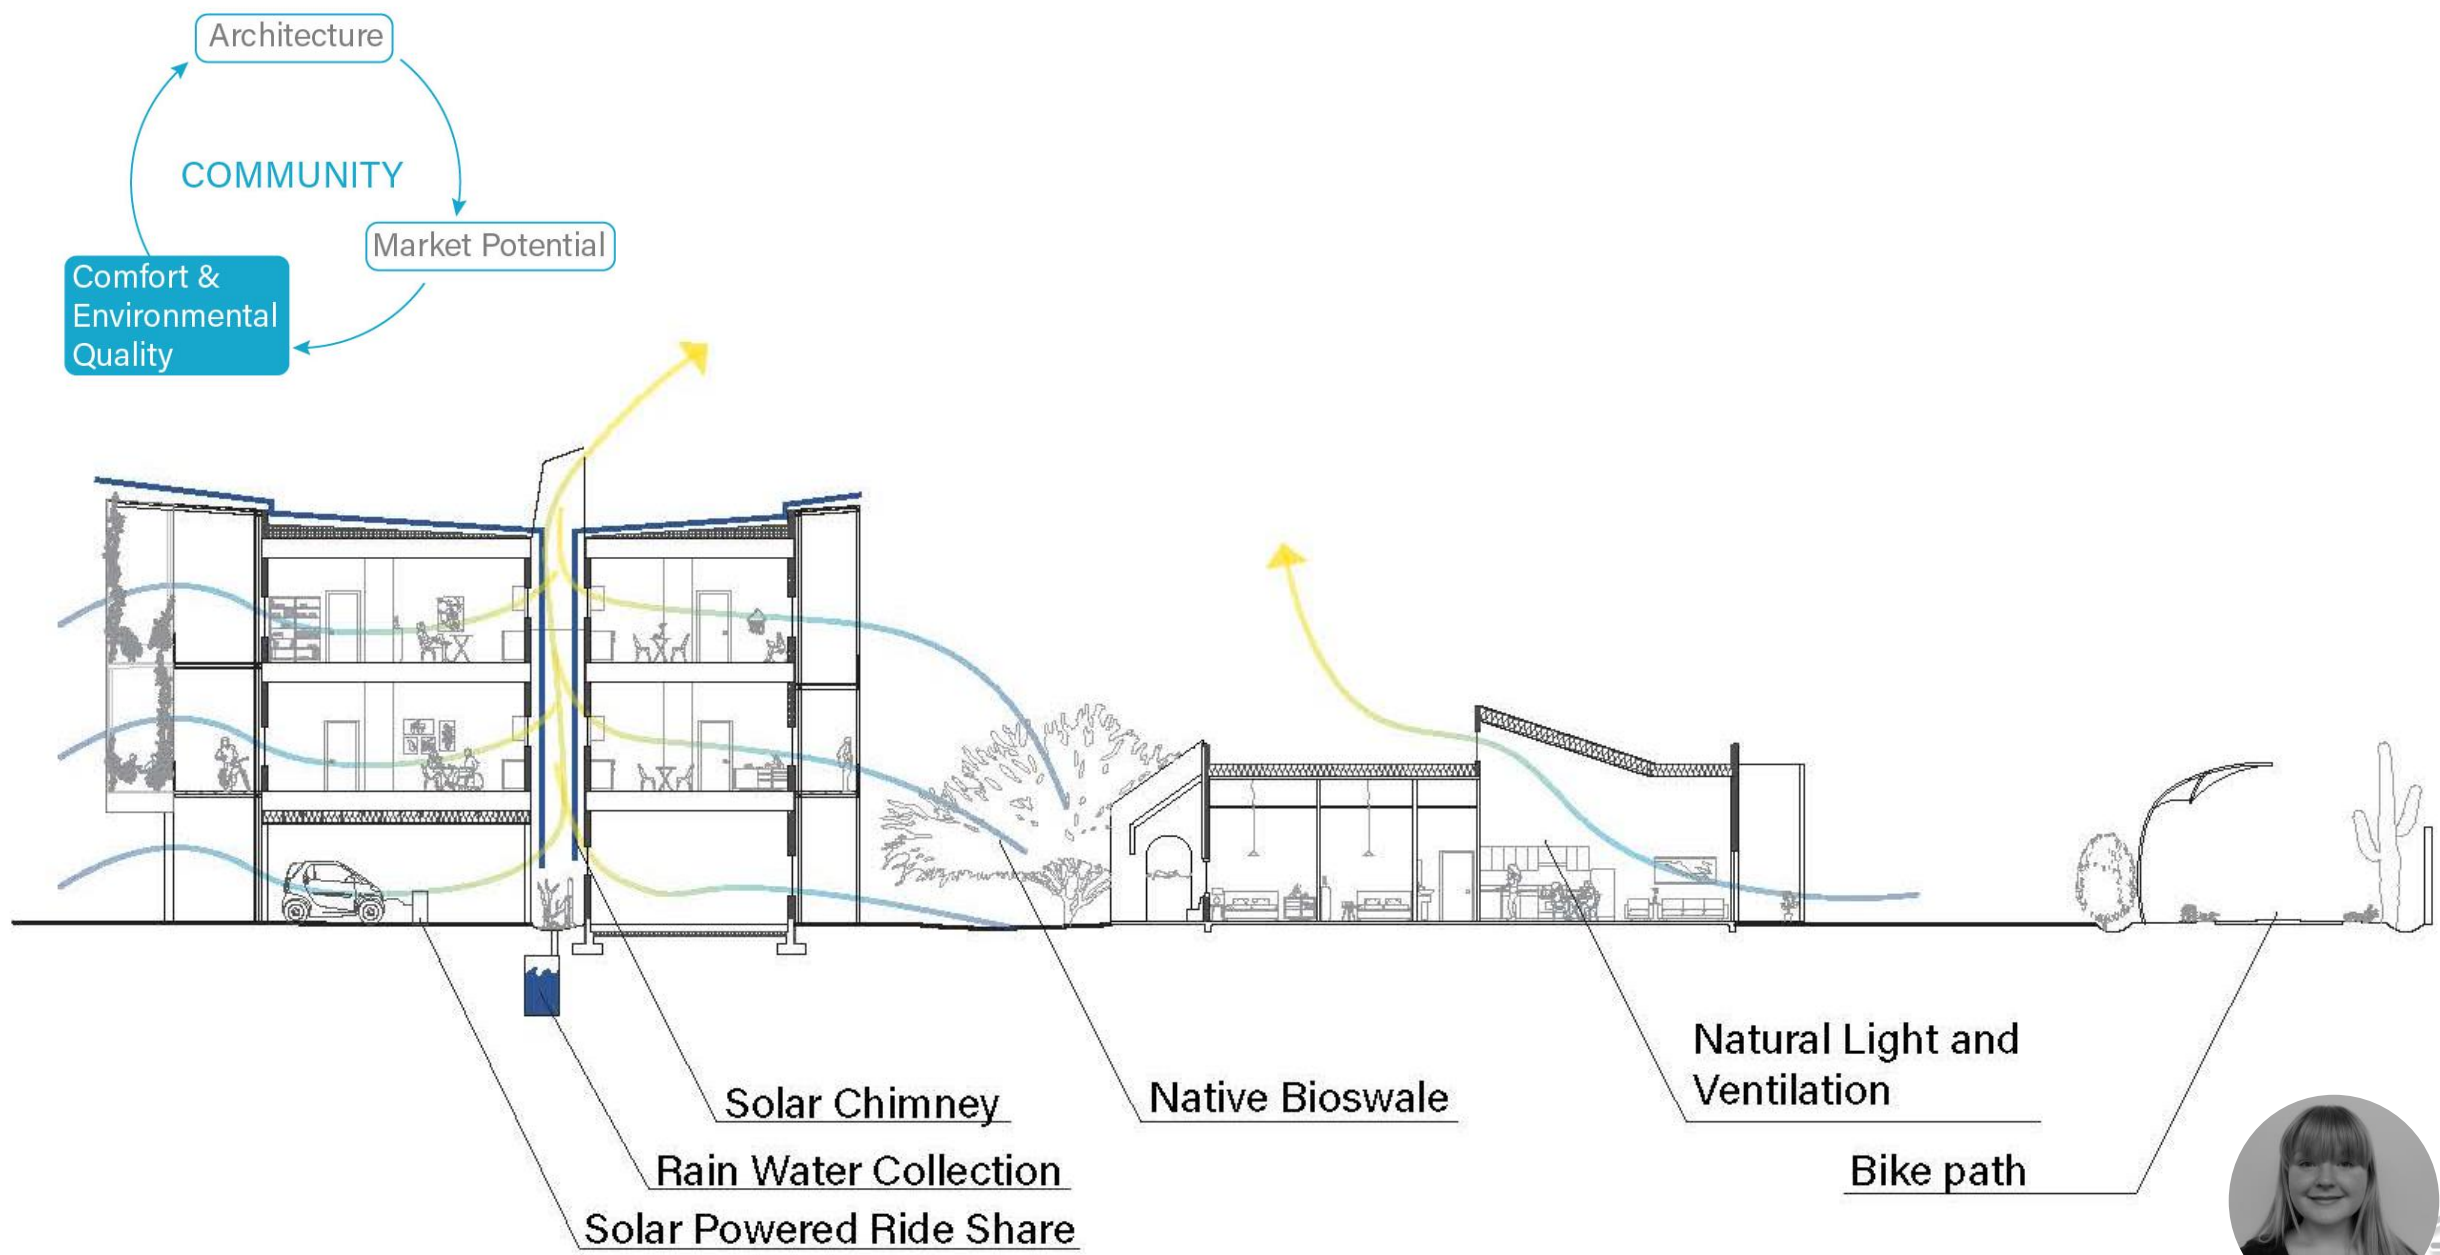 Architecture
COMMUNITY
Market Potential
Comfort &
Environmental
Quality
Natural Light and
Ventilation
Solar Chimney
Native Bioswale
Rain Water Collection
Bike path
Solar Powered Ride Share